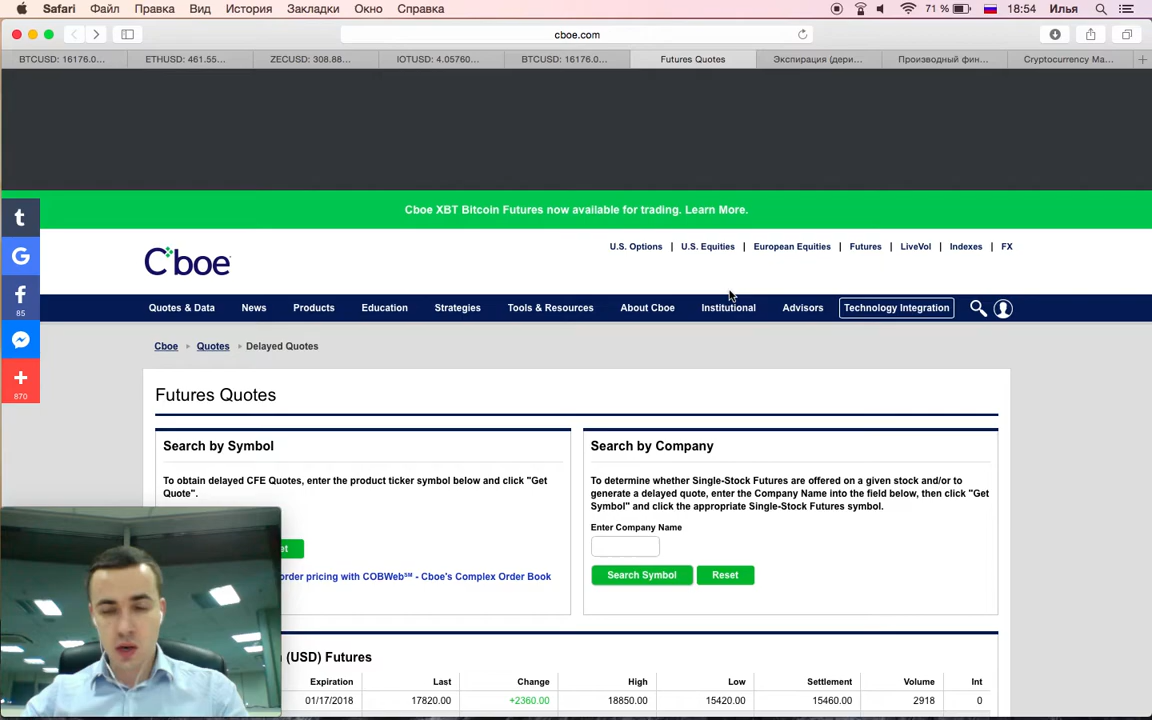 Safari Файл Правка Вид История Закладки Окно Справка 71 % 18:54 Илья
cboe.com
BTCUSD: 16176.0... ETHUSD: 461.55... ZECUSD: 308.88... IOTUSD: 4.05760... BTCUSD: 16176.0... Futures Quotes Экспирация (дери... Производный фин... Cryptocurrency Ma...
Cboe XBT Bitcoin Futures now available for trading. Learn More.
U.S. Options | U.S. Equities | European Equities | Futures | LiveVol | Indexes | FX
Cboe
Quotes & Data News Products Education Strategies Tools & Resources About Cboe Institutional Advisors Technology Integration
85
870
Cboe Quotes Delayed Quotes
Futures Quotes
Search by Symbol
To obtain delayed CFE Quotes, enter the product ticker symbol below and click "Get
Quote".
et
order pricing with COBWeb℠ - Cboe's Complex Order Book
Search by Company
To determine whether Single-Stock Futures are offered on a given stock and/or to
generate a delayed quote, enter the Company Name into the field below, then click "Get
Symbol" and click the appropriate Single-Stock Futures symbol.
Enter Company Name
Search Symbol Reset
(USD) Futures
Expiration Last Change High Low Settlement Volume Int
01/17/2018 17820.00 +2360.00 18850.00 15420.00 15460.00 2918 0